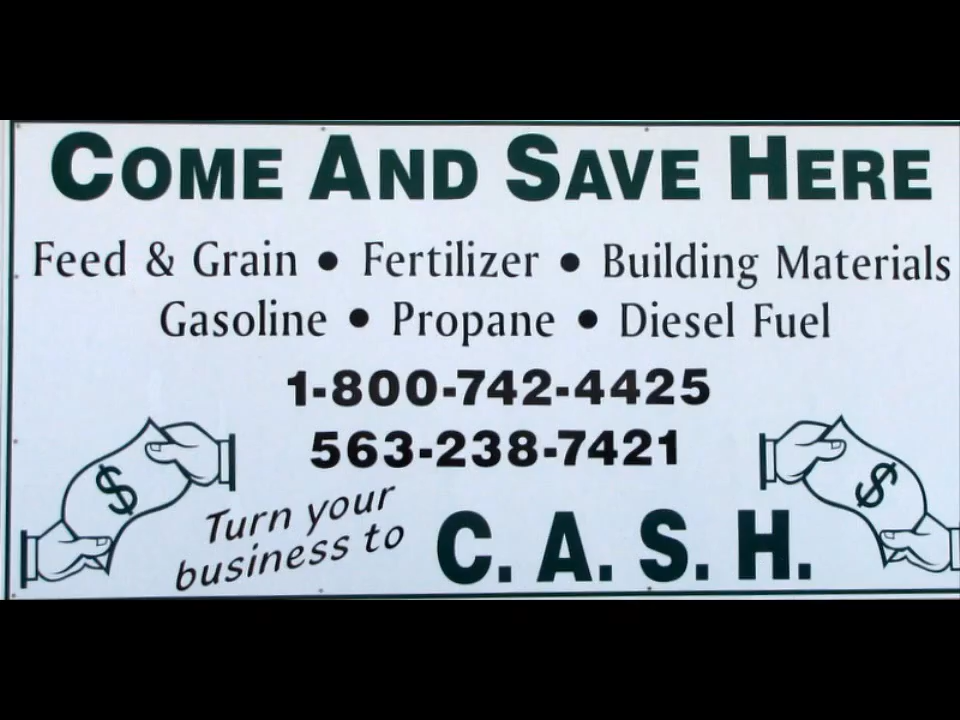 COME AND SAVE HERE
Feed & Grain • Fertilizer • Building Materials
Gasoline • Propane • Diesel Fuel
1-800-742-4425
563-238-7421
$
$
Turn your
business to
C. A. S. H.